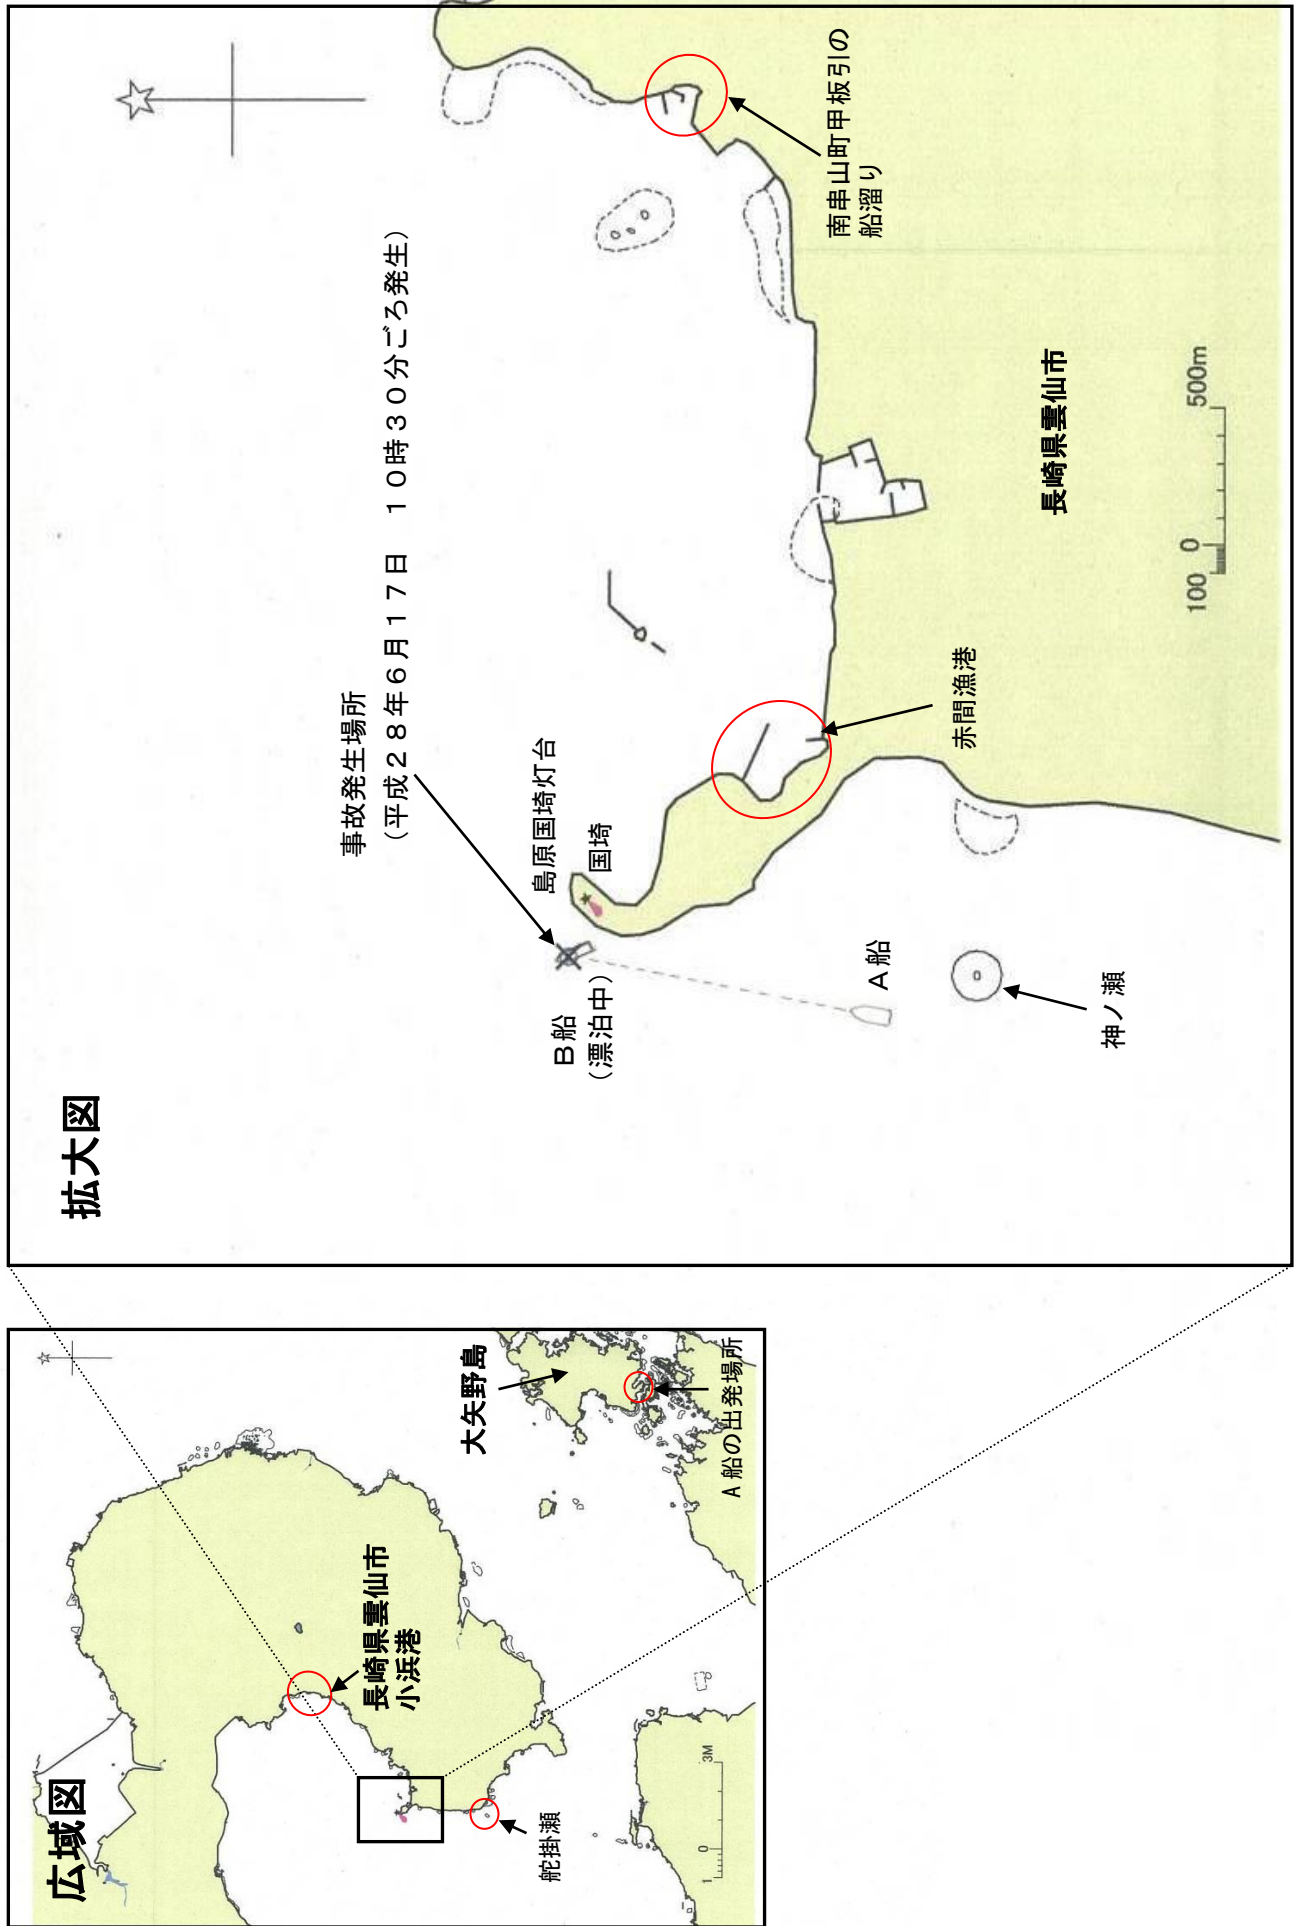 広域図
長崎県雲仙市
小浜港
大矢野島
A船の出発場所
舵掛瀬
1 0 3M
拡大図
事故発生場所
（平成２８年６月１７日　１０時３０分ごろ発生）
島原国埼灯台
国埼
Ｂ船
（漂泊中）
Ａ船
神ノ瀬
赤間漁港
南串山町甲板引の
船溜り
長崎県雲仙市
100 0 500m